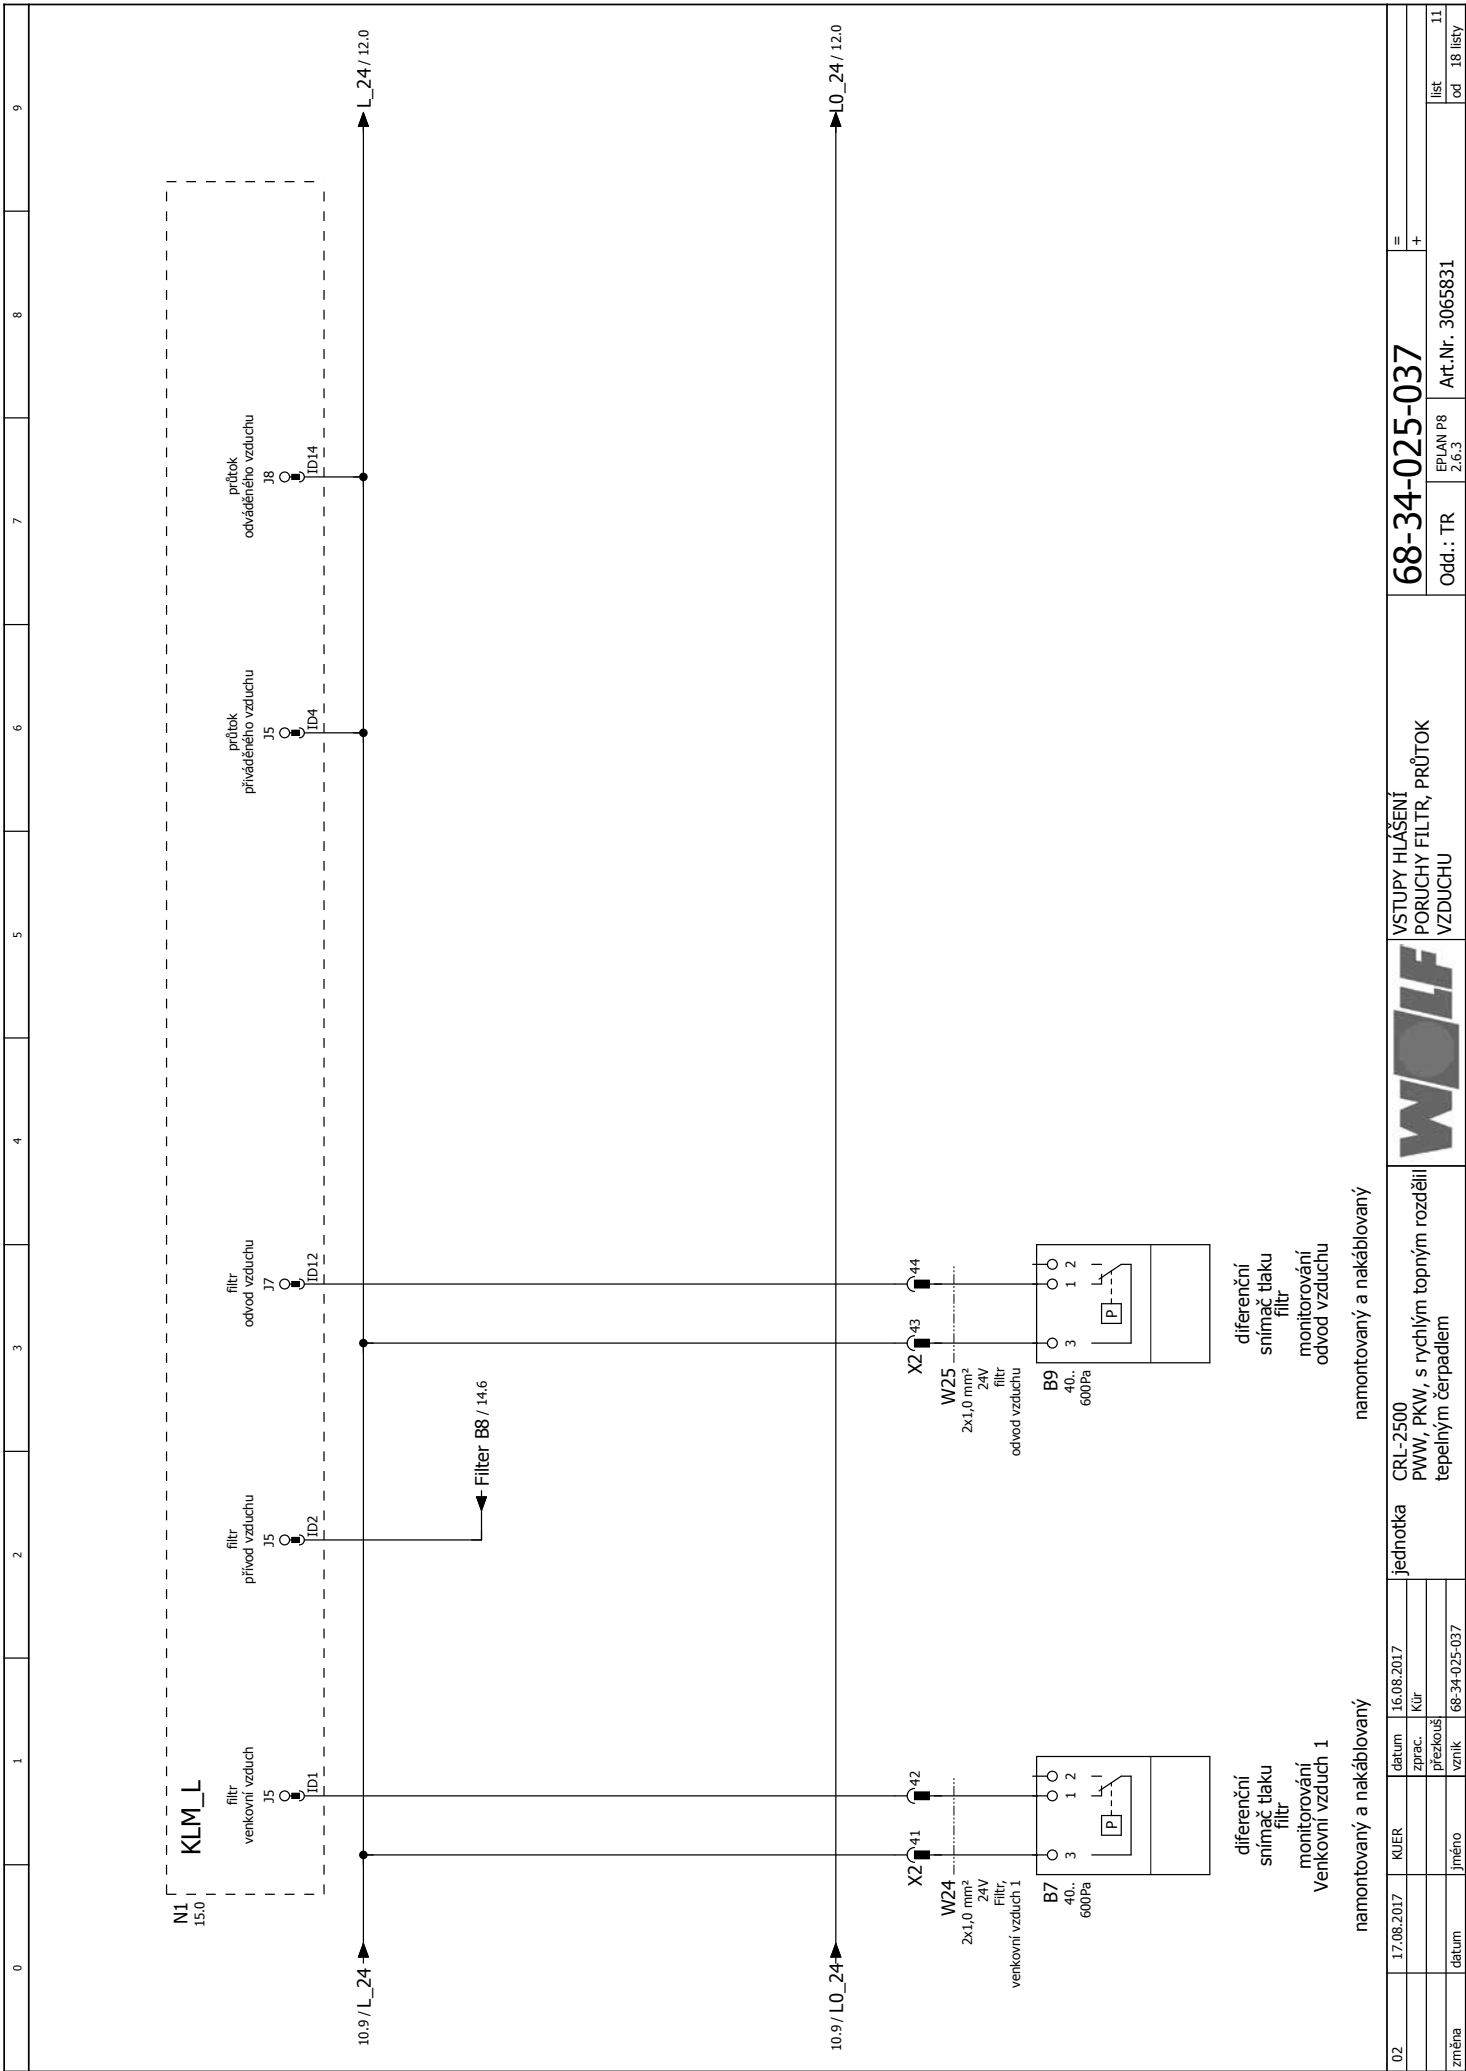 0 1 2 3 4 5 6 7 8 9
N1
15.0
KLM_L
filtr
venkovní vzduch
J5
ID1
filtr
přívod vzduchu
J5
ID2
filtr
odvod vzduchu
J7
ID12
průtok
přiváděného vzduchu
J5
ID4
průtok
odváděného vzduchu
J8
ID14
10.9 / L_24
L_24 / 12.0
Filter B8 / 14.6
10.9 / L0_24
L0_24 / 12.0
X2 41 42
W24
2x1,0 mm²
24V
Filtr,
venkovní vzduch 1
B7
40..
600Pa
3 1 2
P
diferenční
snímač tlaku
filtr
monitorování
Venkovní vzduch 1
namontovaný a nakáblovaný
X2 43 44
W25
2x1,0 mm²
24V
filtr
odvod vzduchu
B9
40..
600Pa
3 1 2
P
diferenční
snímač tlaku
filtr
monitorování
odvod vzduchu
namontovaný a nakáblovaný
02 17.08.2017 KUER
změna datum jméno
datum 16.08.2017
zprac. Kür
přezkouš.
vznik 68-34-025-037
jednotka CRL-2500
PWW, PKW, s rychlým topným rozdělil
tepelným čerpadlem
WOLF
VSTUPY HLÁŠENÍ
PORUCHY FILTR, PRŮTOK
VZDUCHU
68-34-025-037
=
+
Odd.: TR
EPLAN P8
2.6.3
Art.Nr. 3065831
list 11
od 18 listy